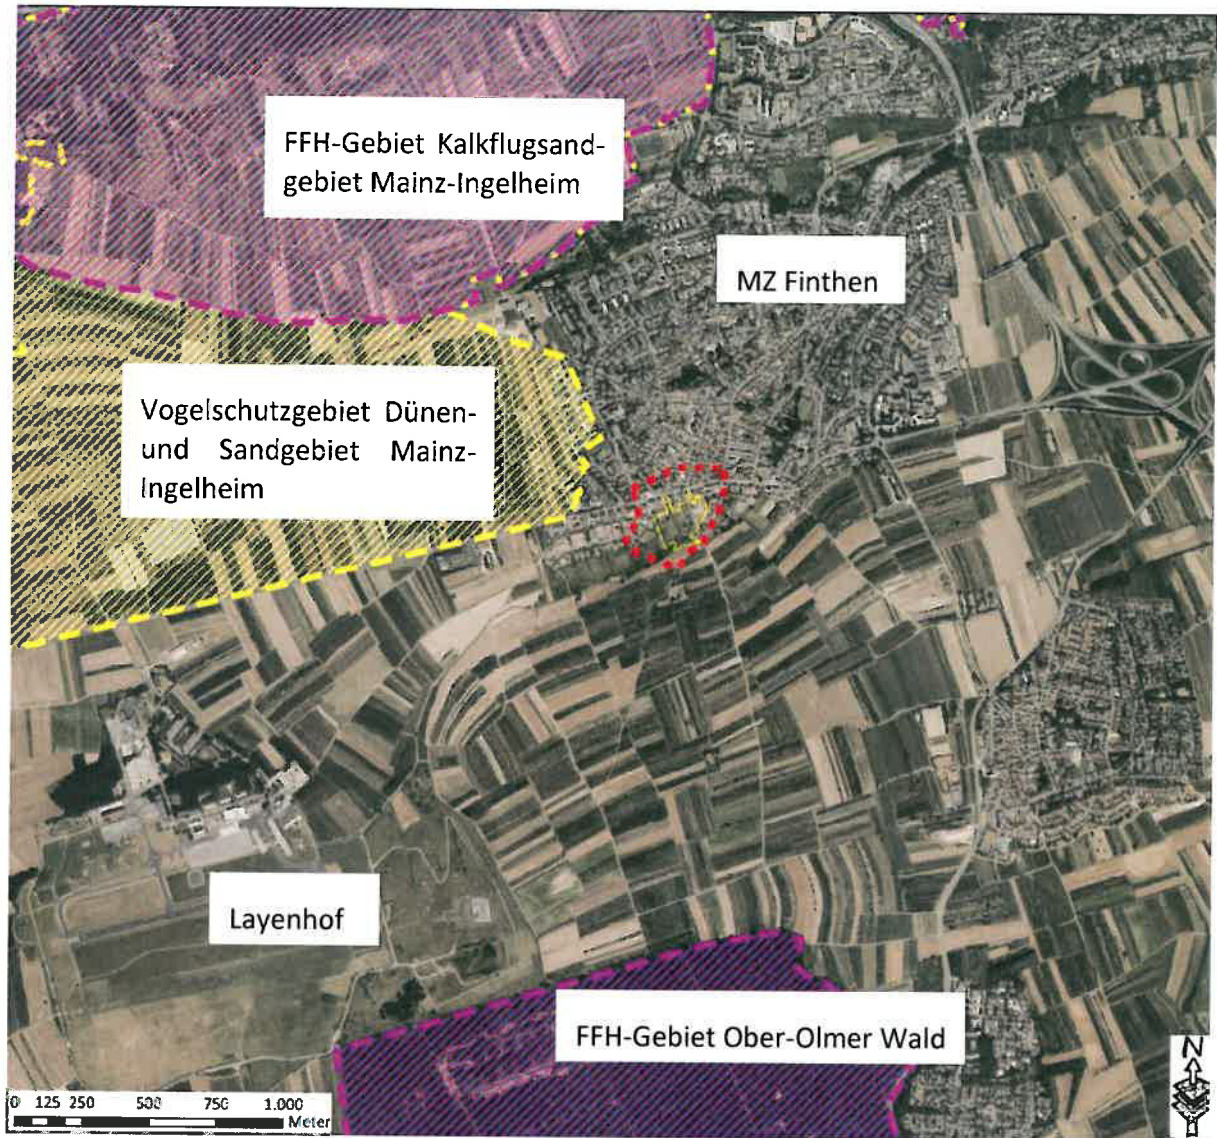 FFH-Gebiet Kalkflugsand-
gebiet Mainz-Ingelheim
MZ Finthen
Vogelschutzgebiet Dünen-
und Sandgebiet Mainz-
Ingelheim
Layenhof
FFH-Gebiet Ober-Olmer Wald
0 125 250 500 750 1.000
Meter
N